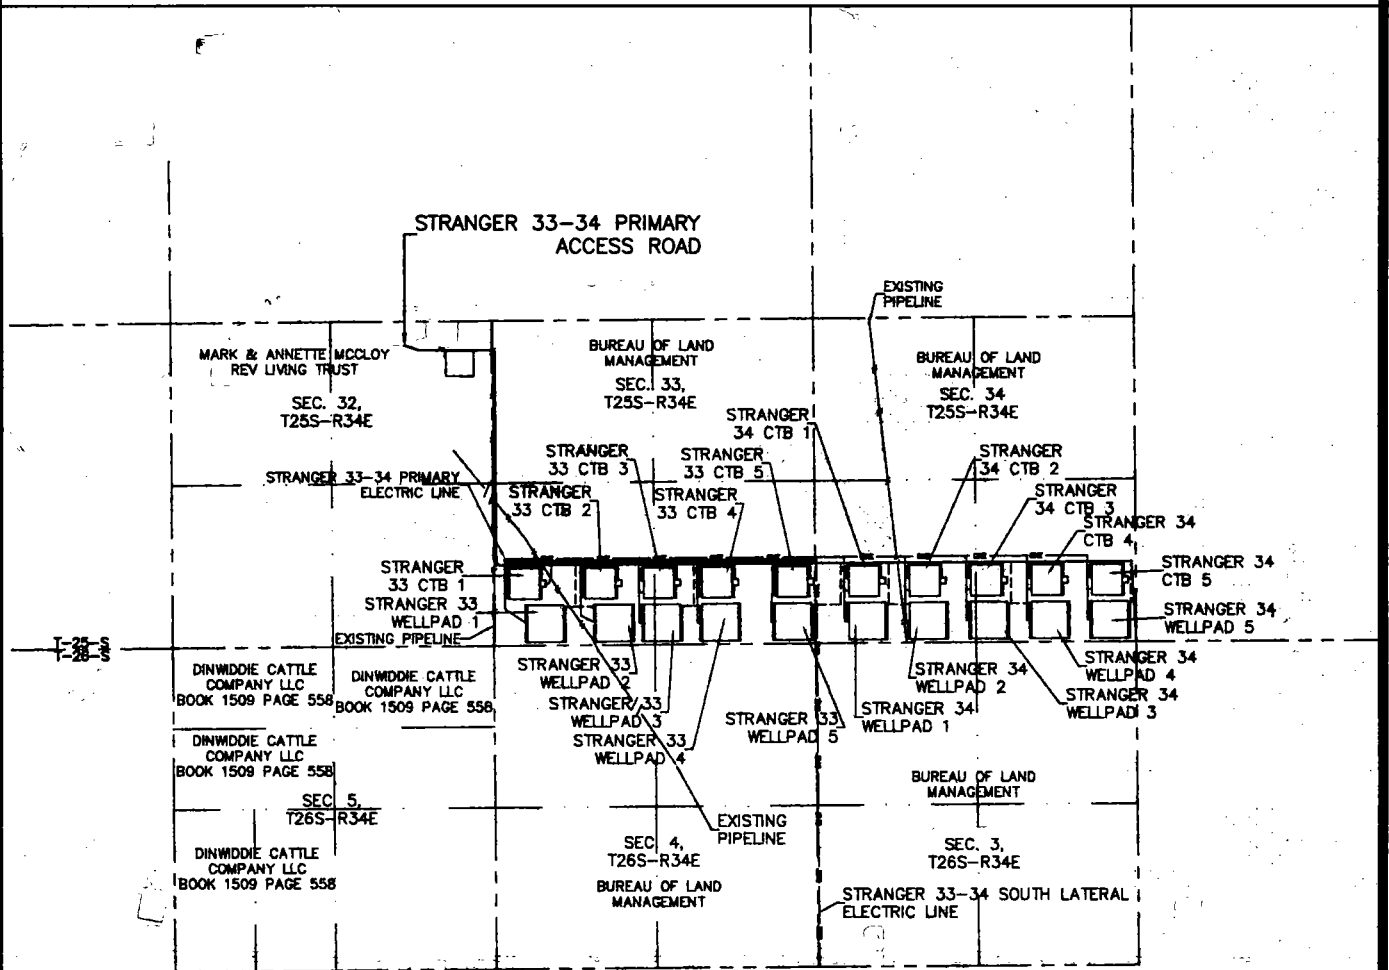 STRANGER 33-34 PRIMARY
ACCESS ROAD
EXISTING
PIPELINE
MARK & ANNETTE MCCLOY
REV LIVING TRUST
SEC. 32,
T25S-R34E
BUREAU OF LAND
MANAGEMENT
SEC. 33,
T25S-R34E
BUREAU OF LAND
MANAGEMENT
SEC. 34
T25S-R34E
STRANGER
34 CTB 1
STRANGER
33 CTB 3
STRANGER
33 CTB 5
STRANGER
34 CTB 2
STRANGER 33-34 PRIMARY
ELECTRIC LINE
STRANGER
33 CTB 2
STRANGER
33 CTB 4
STRANGER
34 CTB 3
STRANGER 34
CTB 4
STRANGER
33 CTB 1
STRANGER 34
CTB 5
STRANGER 33
WELLPAD 1
EXISTING PIPELINE
STRANGER 34
WELLPAD 5
T-25-S
T-26-S
DINWIDDIE CATTLE
COMPANY LLC
BOOK 1509 PAGE 558
DINWIDDIE CATTLE
COMPANY LLC
BOOK 1509 PAGE 558
STRANGER 33
WELLPAD 2
STRANGER 34
WELLPAD 2
STRANGER 34
WELLPAD 4
STRANGER 33
WELLPAD 3
STRANGER 33
WELLPAD 5
STRANGER 34
WELLPAD 1
STRANGER 34
WELLPAD 3
STRANGER 33
WELLPAD 4
DINWIDDIE CATTLE
COMPANY LLC
BOOK 1509 PAGE 558
SEC 5,
T26S-R34E
BUREAU OF LAND
MANAGEMENT
EXISTING
PIPELINE
SEC 4,
T26S-R34E
BUREAU OF LAND
MANAGEMENT
SEC. 3,
T26S-R34E
DINWIDDIE CATTLE
COMPANY LLC
BOOK 1509 PAGE 558
STRANGER 33-34 SOUTH LATERAL
ELECTRIC LINE